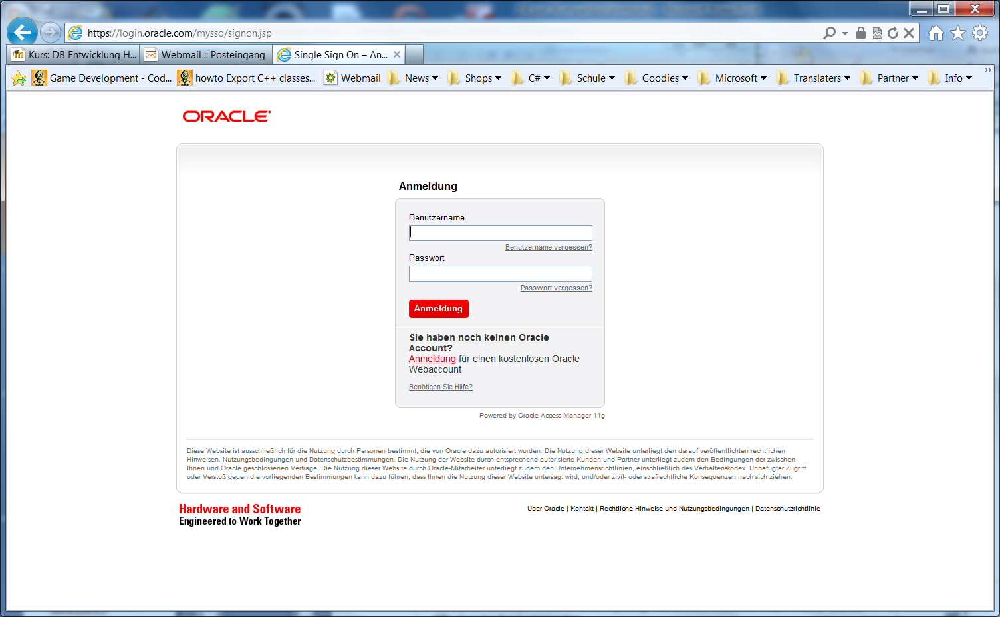 https://login.oracle.com/mysso/signon.jsp
Kurs: DB Entwicklung H...
Webmail :: Posteingang
Single Sign On – An...
Game Development - Cod...
howto Export C++ classes...
Webmail
News
Shops
C#
Schule
Goodies
Microsoft
Translaters
Partner
Info
ORACLE
Anmeldung
Benutzername
Benutzername vergessen?
Passwort
Passwort vergessen?
Anmeldung
Sie haben noch keinen Oracle
Account?
Anmeldung für einen kostenlosen Oracle
Webaccount
Benötigen Sie Hilfe?
Powered by Oracle Access Manager 11g
Diese Website ist ausschließlich für die Nutzung durch Personen bestimmt, die von Oracle dazu autorisiert wurden. Die Nutzung dieser Website unterliegt den darauf veröffentlichten rechtlichen
Hinweisen, Nutzungsbedingungen und Datenschutzbestimmungen. Die Nutzung der Website durch entsprechend autorisierte Kunden und Partner unterliegt zudem den Bedingungen der zwischen
Ihnen und Oracle geschlossenen Verträge. Die Nutzung dieser Website durch Oracle-Mitarbeiter unterliegt zudem den Unternehmensrichtlinien, einschließlich des Verhaltenskodex. Unbefugter Zugriff
oder Verstoß gegen die vorliegenden Bestimmungen kann dazu führen, dass Ihnen die Nutzung dieser Website untersagt wird, und/oder zivil- oder strafrechtliche Konsequenzen nach sich ziehen.
Hardware and Software
Engineered to Work Together
Über Oracle | Kontakt | Rechtliche Hinweise und Nutzungsbedingungen | Datenschutzrichtlinie